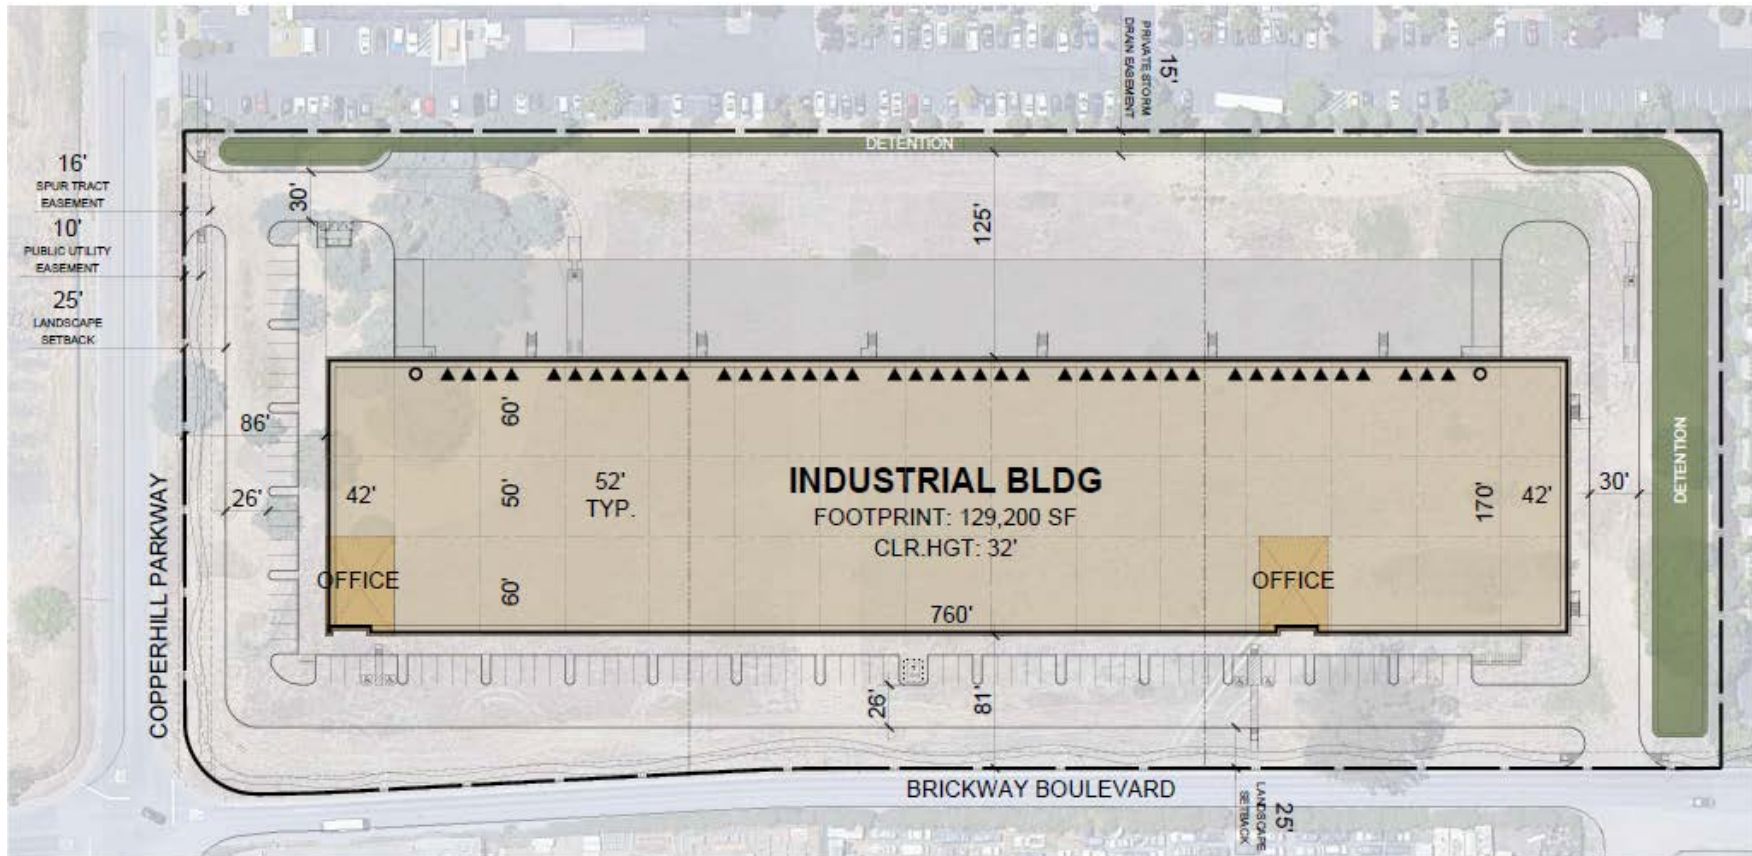 15'
PRIVATE STORM
DRAIN EASEMENT
DETENTION
16'
SPUR TRACT
EASEMENT
10'
PUBLIC UTILITY
EASEMENT
25'
LANDSCAPE
SETBACK
30'
125'
86'
26'
42'
60'
50'
60'
52'
TYP.
INDUSTRIAL BLDG
FOOTPRINT: 129,200 SF
CLR.HGT: 32'
170'
42'
30'
DETENTION
OFFICE
OFFICE
760'
26'
81'
COPPERHILL PARKWAY
BRICKWAY BOULEVARD
25'
LANDSCAPE
SETBACK